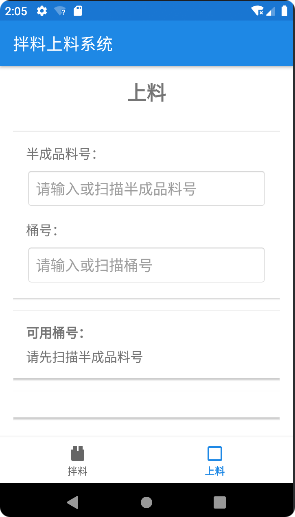 2:05
拌料上料系统
上料
半成品料号：
请输入或扫描半成品料号
桶号：
请输入或扫描桶号
可用桶号：
请先扫描半成品料号
拌料
上料